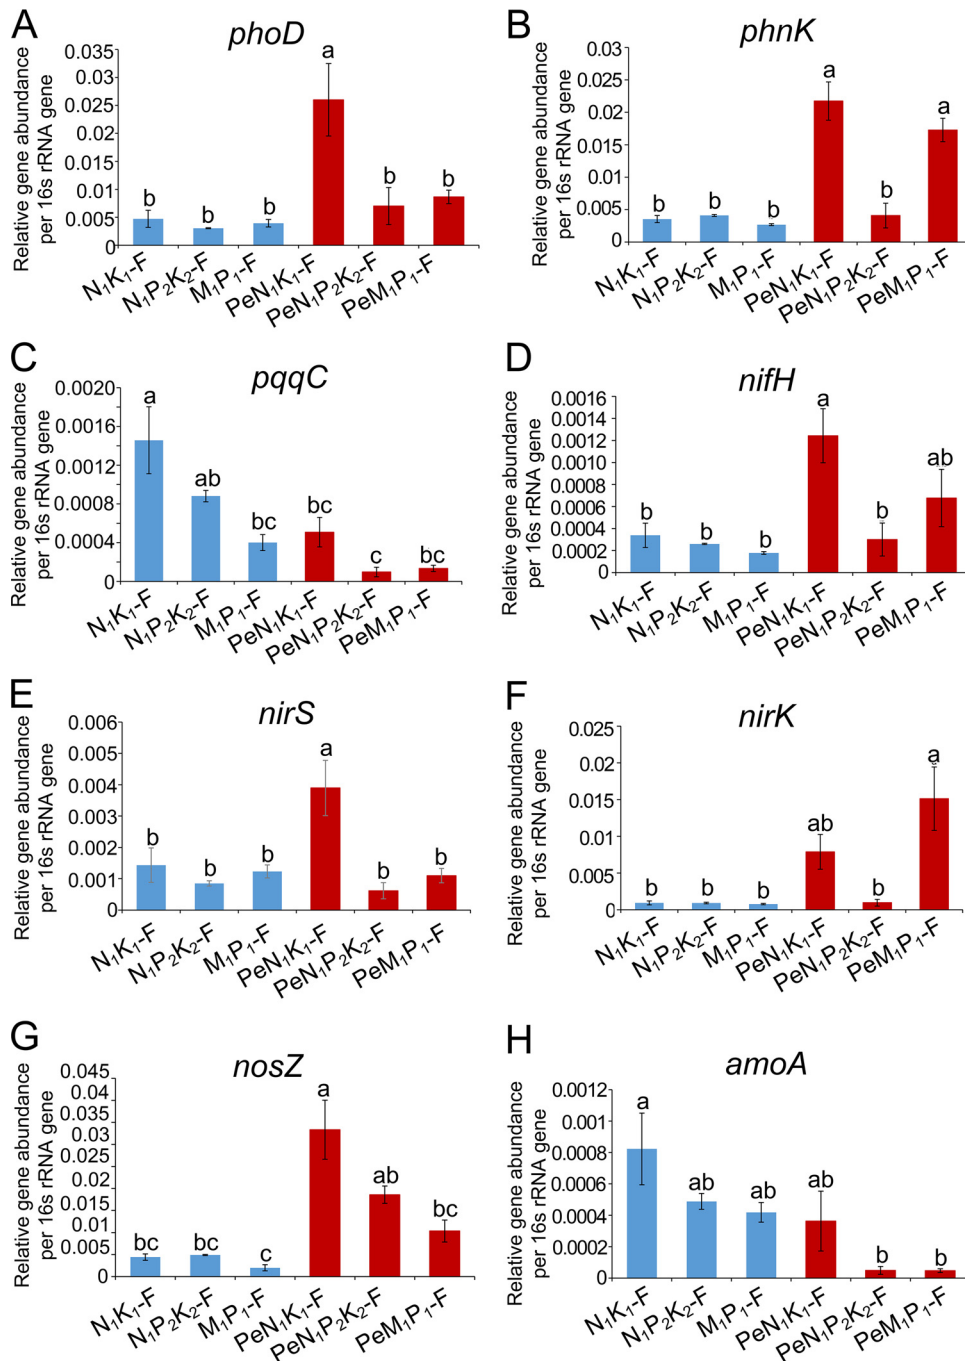 A
phoD
Relative gene abundance
per 16s rRNA gene
0.035
0.03
0.025
0.02
0.015
0.01
0.005
0
b
b
b
a
b
b
N1K1-F
N1P2K2-F
M1P1-F
PeN1K1-F
PeN1P2K2-F
PeM1P1-F
B
phnK
Relative gene abundance
per 16s rRNA gene
0.03
0.025
0.02
0.015
0.01
0.005
0
b
b
b
a
b
a
N1K1-F
N1P2K2-F
M1P1-F
PeN1K1-F
PeN1P2K2-F
PeM1P1-F
C
pqqC
Relative gene abundance
per 16s rRNA gene
0.0020
0.0016
0.0012
0.0008
0.0004
0
a
ab
bc
bc
c
bc
N1K1-F
N1P2K2-F
M1P1-F
PeN1K1-F
PeN1P2K2-F
PeM1P1-F
D
nifH
Relative gene abundance
per 16s rRNA gene
0.0016
0.0014
0.0012
0.0010
0.0008
0.0006
0.0004
0.0002
0
b
b
b
a
b
ab
N1K1-F
N1P2K2-F
M1P1-F
PeN1K1-F
PeN1P2K2-F
PeM1P1-F
E
nirS
Relative gene abundance
per 16s rRNA gene
0.006
0.005
0.004
0.003
0.002
0.001
0
b
b
b
a
b
b
N1K1-F
N1P2K2-F
M1P1-F
PeN1K1-F
PeN1P2K2-F
PeM1P1-F
F
nirK
Relative gene abundance
per 16s rRNA gene
0.025
0.02
0.015
0.01
0.005
0
b
b
b
ab
b
a
N1K1-F
N1P2K2-F
M1P1-F
PeN1K1-F
PeN1P2K2-F
PeM1P1-F
G
nosZ
Relative gene abundance
per 16s rRNA gene
0.045
0.04
0.03
0.03
0.02
0.02
0.01
0.01
0.005
0
bc
bc
c
a
ab
bc
N1K1-F
N1P2K2-F
M1P1-F
PeN1K1-F
PeN1P2K2-F
PeM1P1-F
H
amoA
Relative gene abundance
per 16s rRNA gene
0.0012
0.001
0.0008
0.0006
0.0004
0.0002
0
a
ab
ab
ab
b
b
N1K1-F
N1P2K2-F
M1P1-F
PeN1K1-F
PeN1P2K2-F
PeM1P1-F